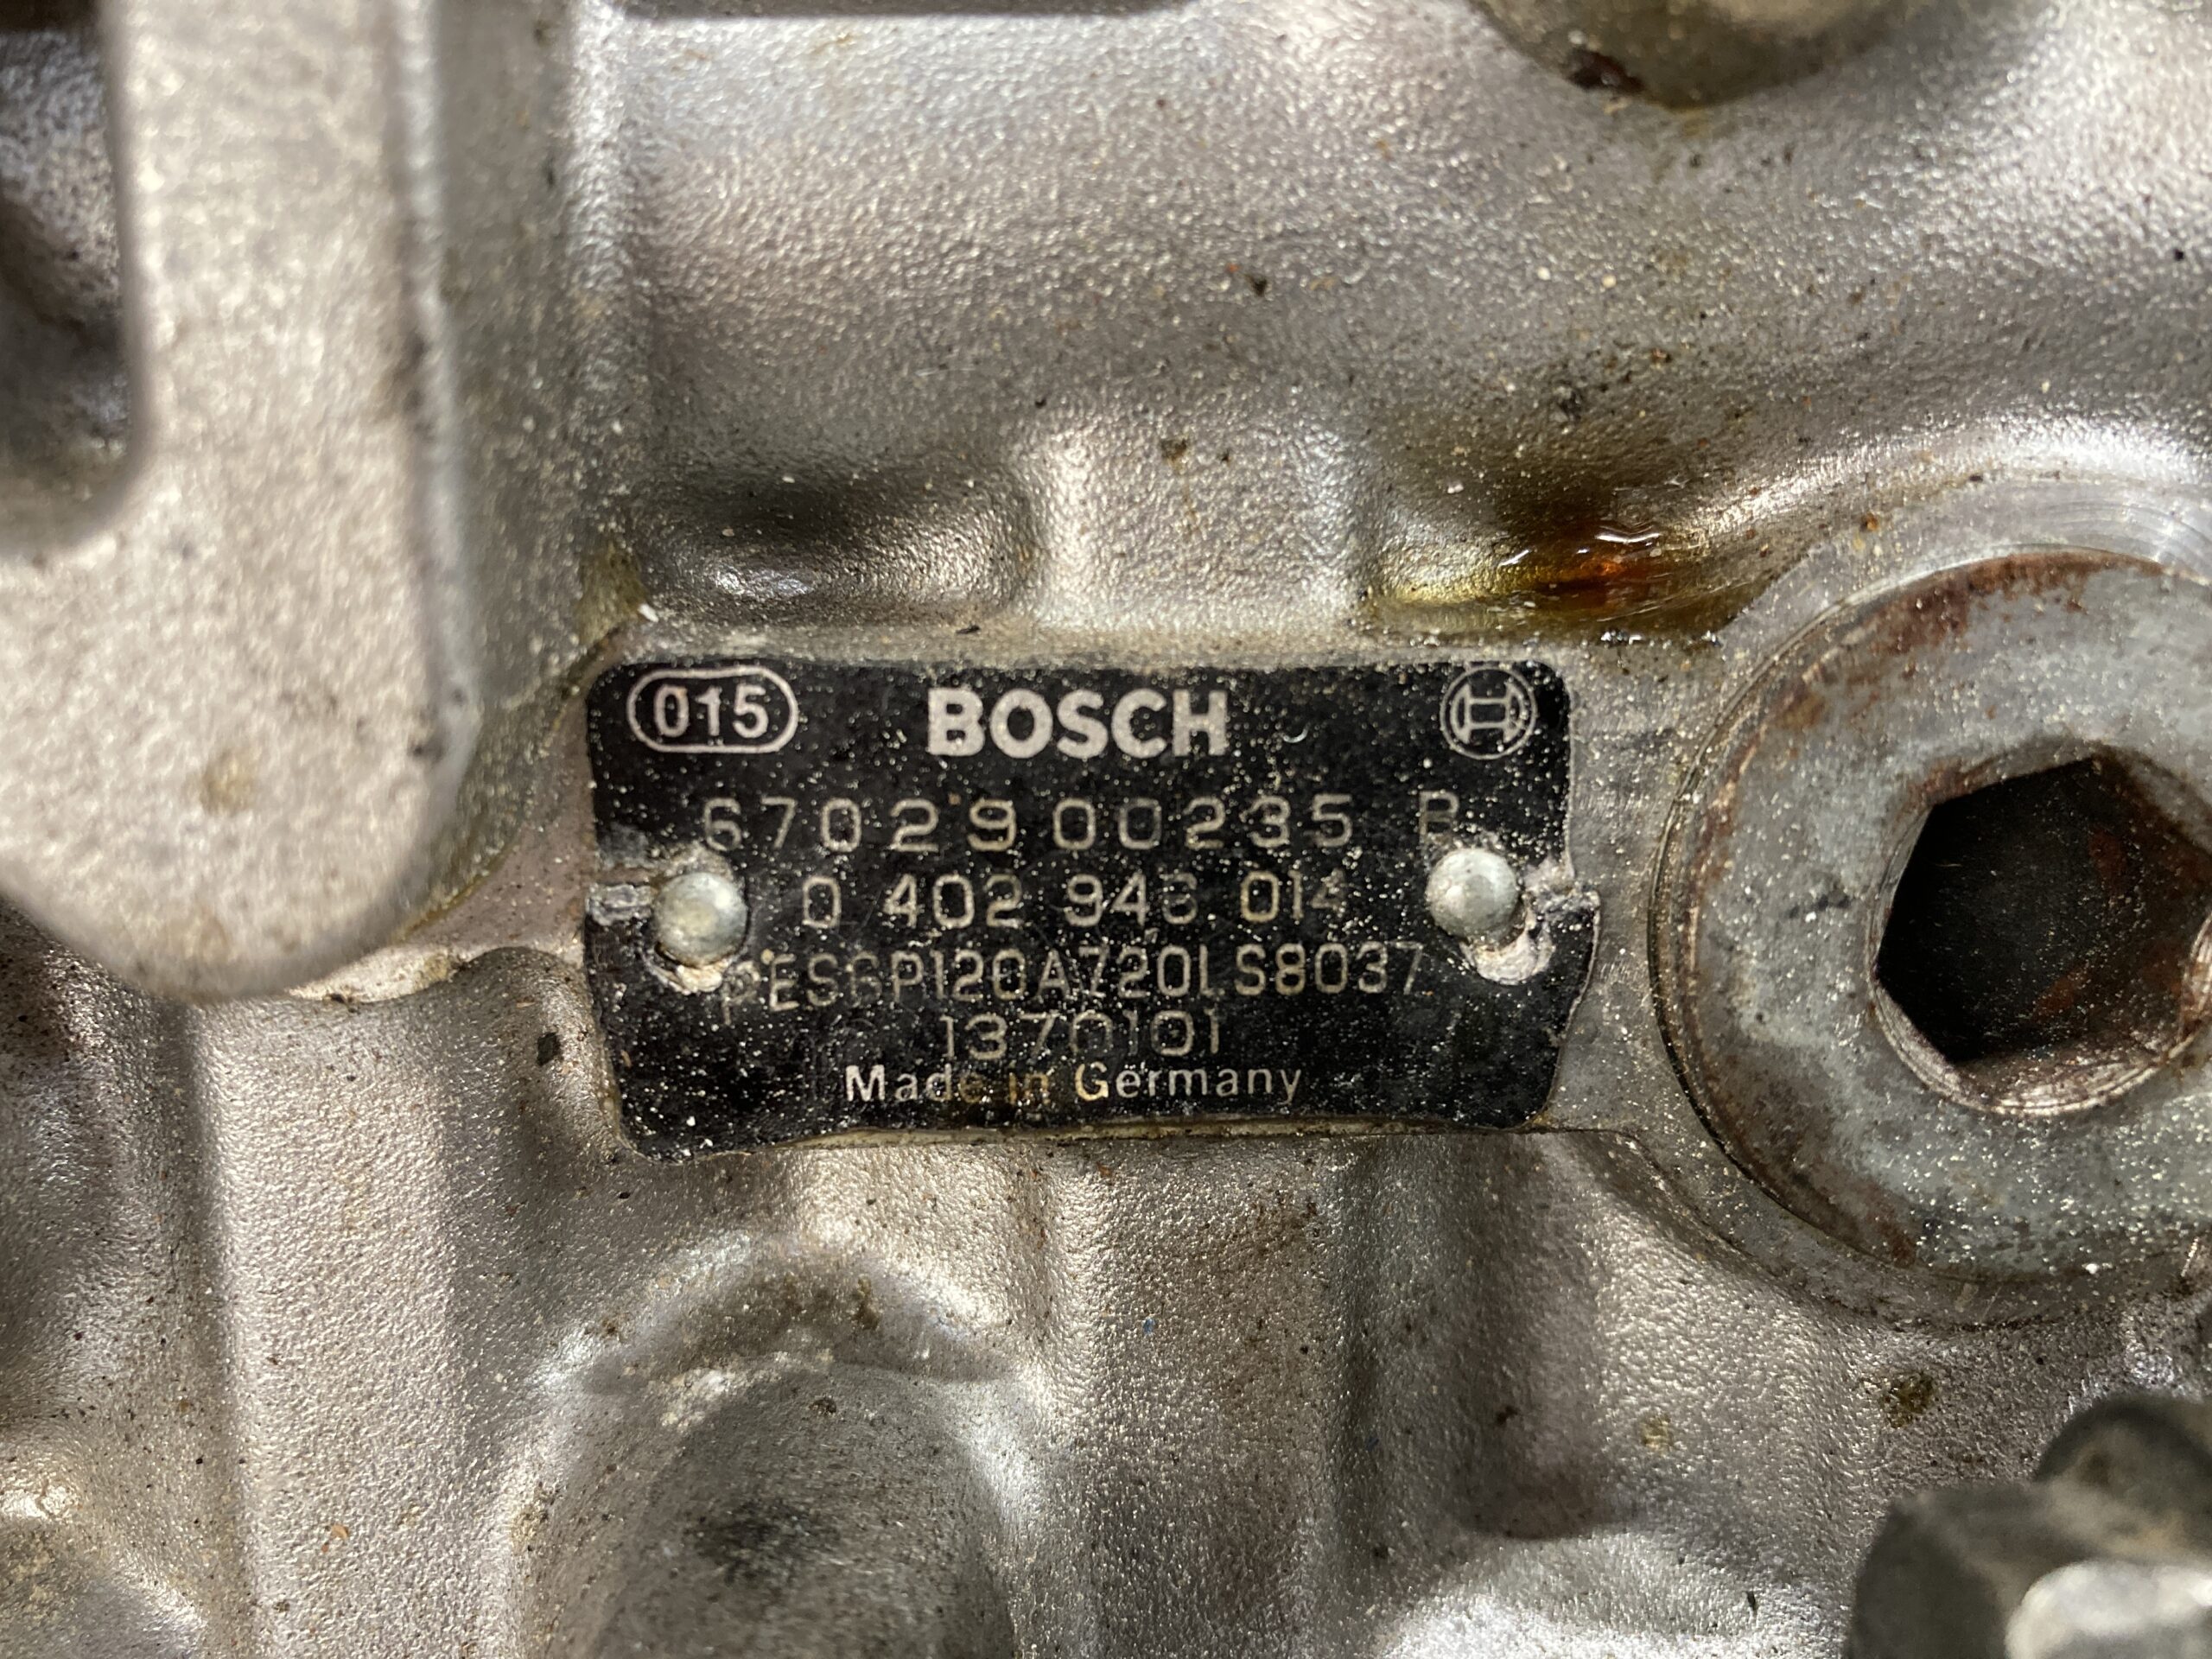 015 BOSCH
6702900235 B
0 402 946 014
PES6P120A720LS8037
1370101
Made in Germany